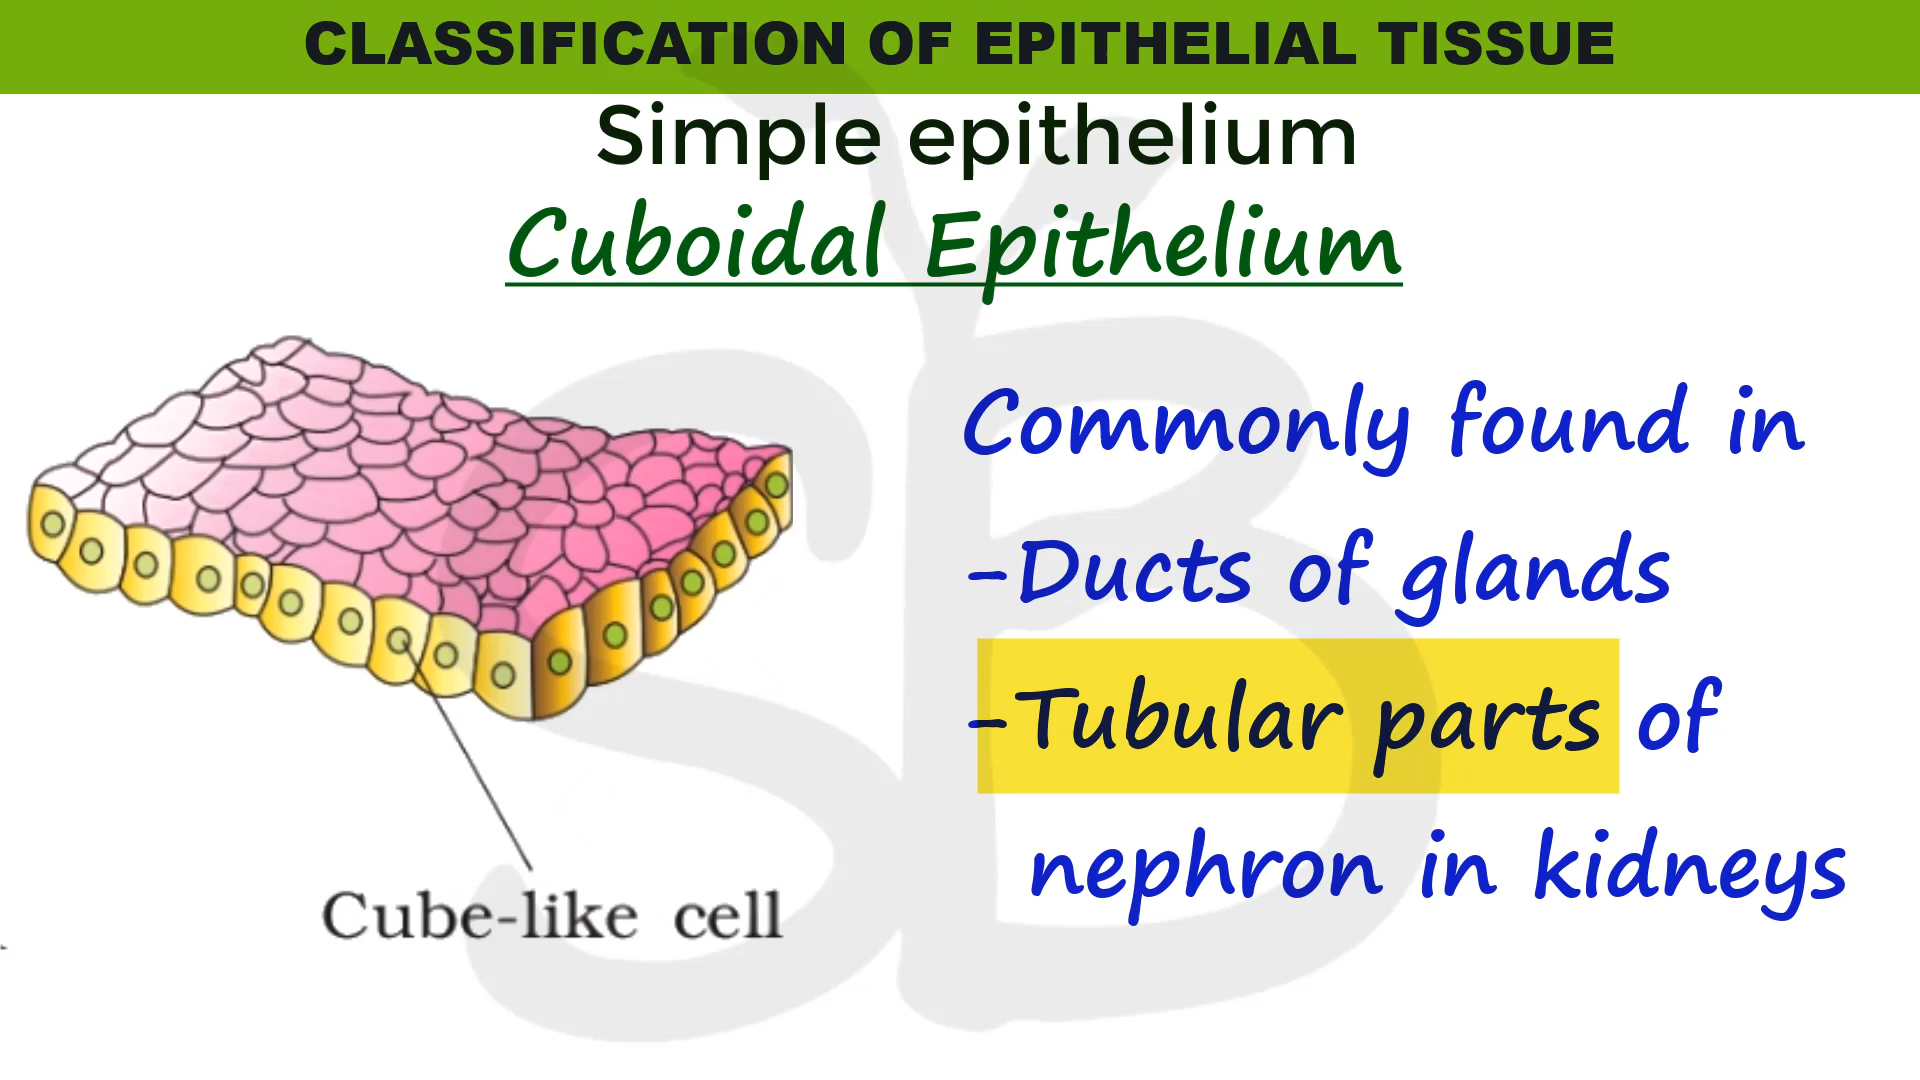 CLASSIFICATION OF EPITHELIAL TISSUE
Simple epithelium
Cuboidal Epithelium
Commonly found in
-Ducts of glands
-Tubular parts of
nephron in kidneys
Cube-like cell
SB